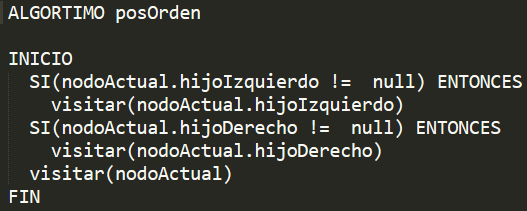 ALGORTIMO posOrden

INICIO
  SI(nodoActual.hijoIzquierdo !=  null) ENTONCES
    visitar(nodoActual.hijoIzquierdo)
  SI(nodoActual.hijoDerecho !=  null) ENTONCES
    visitar(nodoActual.hijoDerecho)
  visitar(nodoActual)
FIN